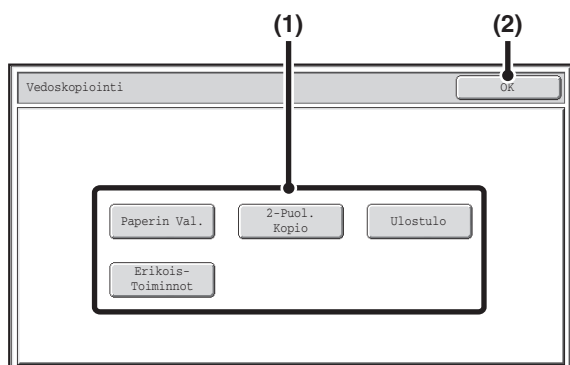 (1)
(2)
Vedoskopiointi
OK
Paperin Val.
2-Puol.
Kopio
Ulostulo
Erikois-
Toiminnot